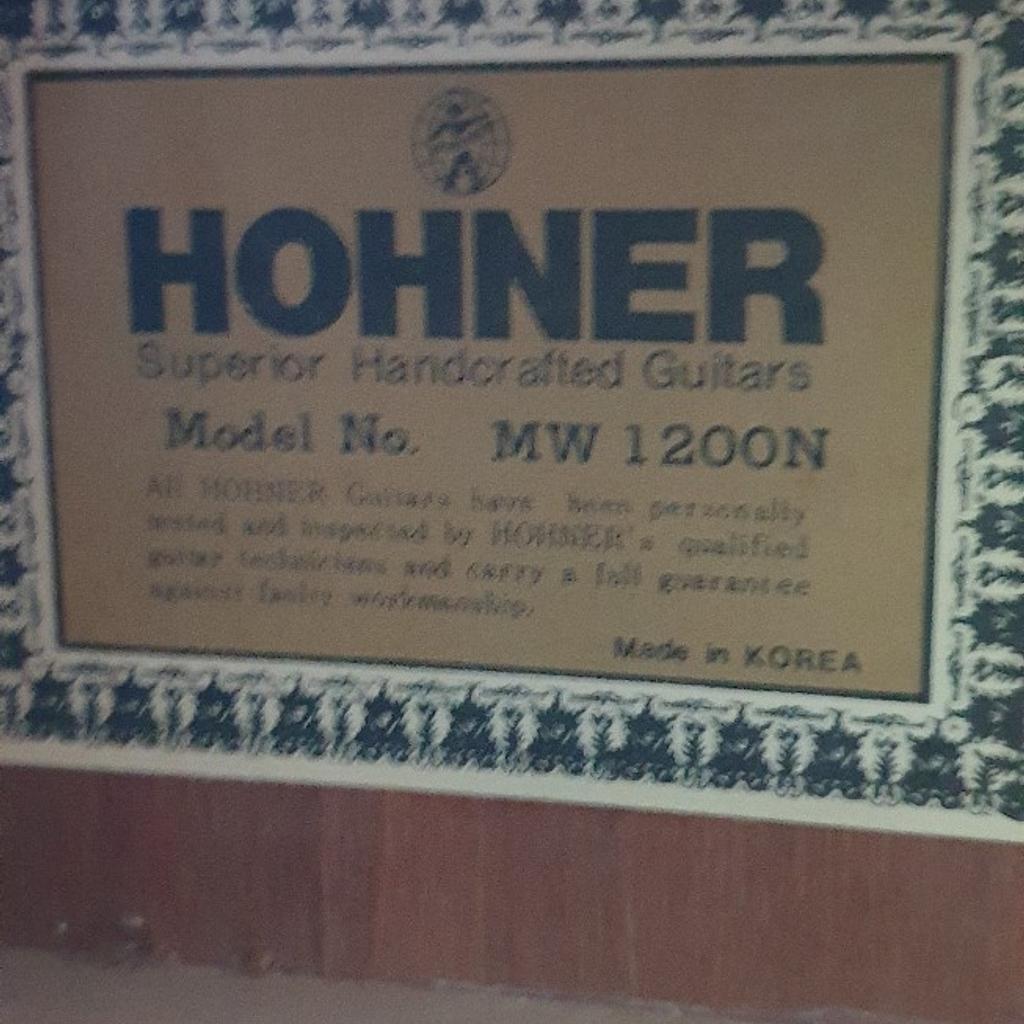 HOHNER
Superior Handcrafted Guitars
Model No. MW 1200N
All HOHNER Guitars have been personally
tested and inspected by HOHNER's qualified
guitar technicians and carry a full guarantee
against faulty workmanship.
Made in KOREA